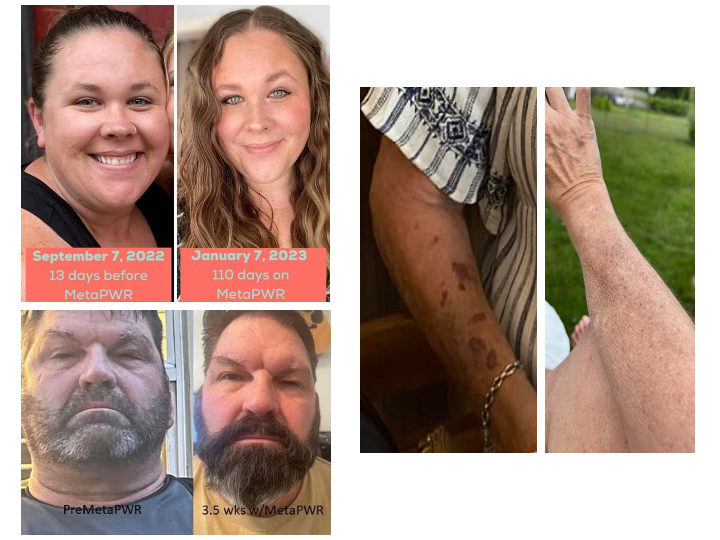 September 7, 2022
13 days before
MetaPWR
January 7, 2023
110 days on
MetaPWR
PreMetaPWR
3.5 wks w/MetaPWR